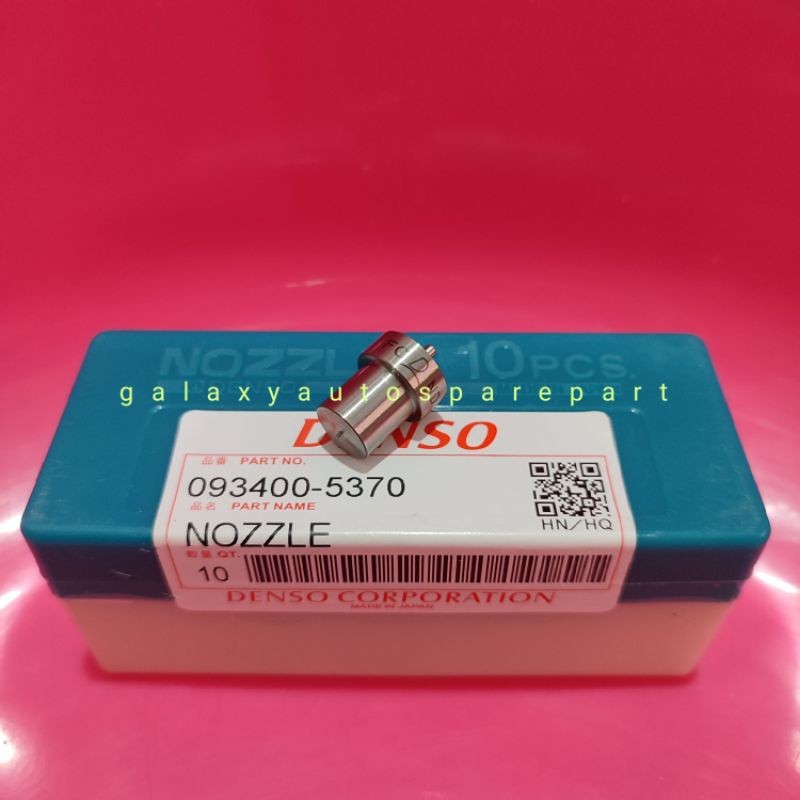 NOZZLE 10PCS.
galaxyautosparepart
DENSO
品番 PART NO.
093400-5370
品名 PART NAME
NOZZLE
数量 QT.
10
HN/HQ
DENSO CORPORATION
MADE IN JAPAN